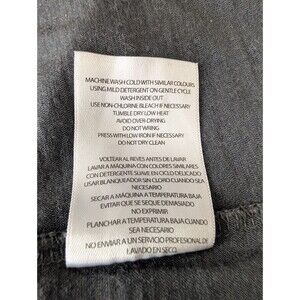 MACHINE WASH COLD WITH SIMILAR COLOURS
USING MILD DETERGENT ON GENTLE CYCLE
WASH INSIDE OUT
USE NON-CHLORINE BLEACH IF NECESSARY
TUMBLE DRY LOW HEAT
AVOID OVER-DRYING
DO NOT WRING
PRESS WITH LOW IRON IF NECESSARY
DO NOT DRY CLEAN
VOLTEAR AL REVES ANTES DE LAVAR
LAVAR A MÁQUINA CON COLORES SIMILARES
CON DETERGENTE SUAVE EN CICLO DELICADO
USAR BLANQUEADOR SIN CLORO CUANDO SEA
NECESARIO
SECAR A MÁQUINA A TEMPERATURA BAJA
EVITAR QUE SE SEQUE DEMASIADO
NO EXPRIMIR.
PLANCHAR A TEMPERATURA BAJA CUANDO
SEA NECESARIO
NO ENVIAR A UN SERVICIO PROFESIONAL DE
LAVADO EN SECO.